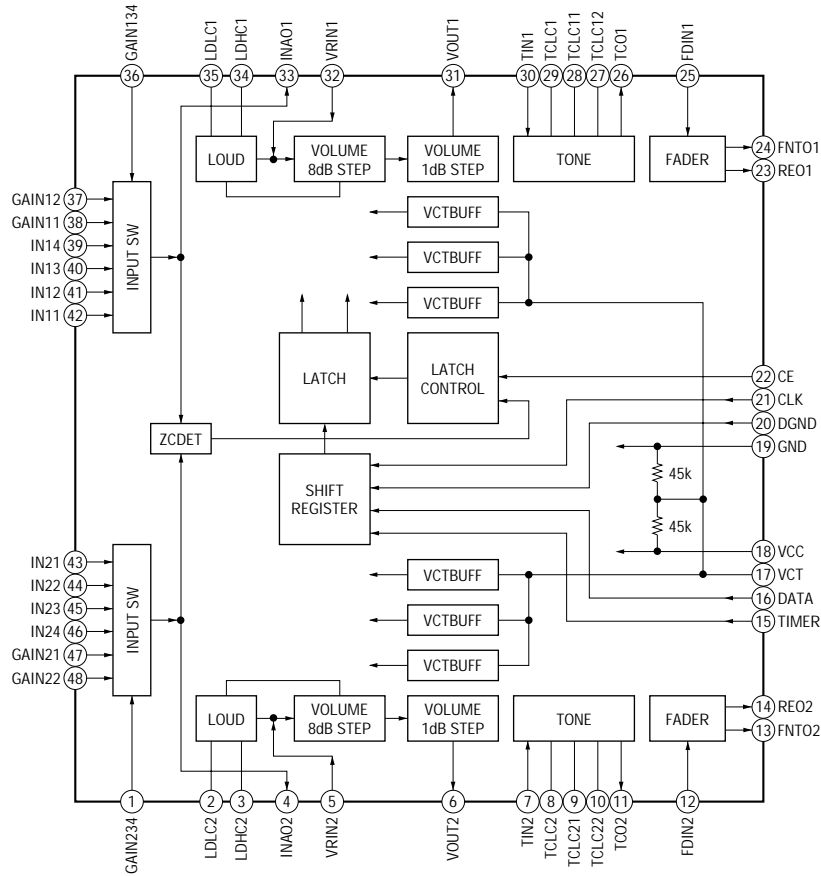 GAIN134
LDLC1
LDHC1
INAO1
VRIN1
VOUT1
TIN1
TCLC1
TCLC11
TCLC12
TCO1
FDIN1
36
35
34
33
32
31
30
29
28
27
26
25
LOUD
VOLUME
8dB STEP
VOLUME
1dB STEP
TONE
FADER
24 FNTO1
23 REO1
GAIN12 37
GAIN11 38
IN14 39
IN13 40
IN12 41
IN11 42
INPUT SW
VCTBUFF
VCTBUFF
VCTBUFF
LATCH
LATCH
CONTROL
22 CE
21 CLK
20 DGND
19 GND
ZCDET
SHIFT
REGISTER
45k
45k
18 VCC
17 VCT
16 DATA
15 TIMER
IN21 43
IN22 44
IN23 45
IN24 46
GAIN21 47
GAIN22 48
INPUT SW
VCTBUFF
VCTBUFF
VCTBUFF
LOUD
VOLUME
8dB STEP
VOLUME
1dB STEP
TONE
FADER
14 REO2
13 FNTO2
1
2
3
4
5
6
7
8
9
10
11
12
GAIN234
LDLC2
LDHC2
INAO2
VRIN2
VOUT2
TIN2
TCLC2
TCLC21
TCLC22
TCO2
FDIN2